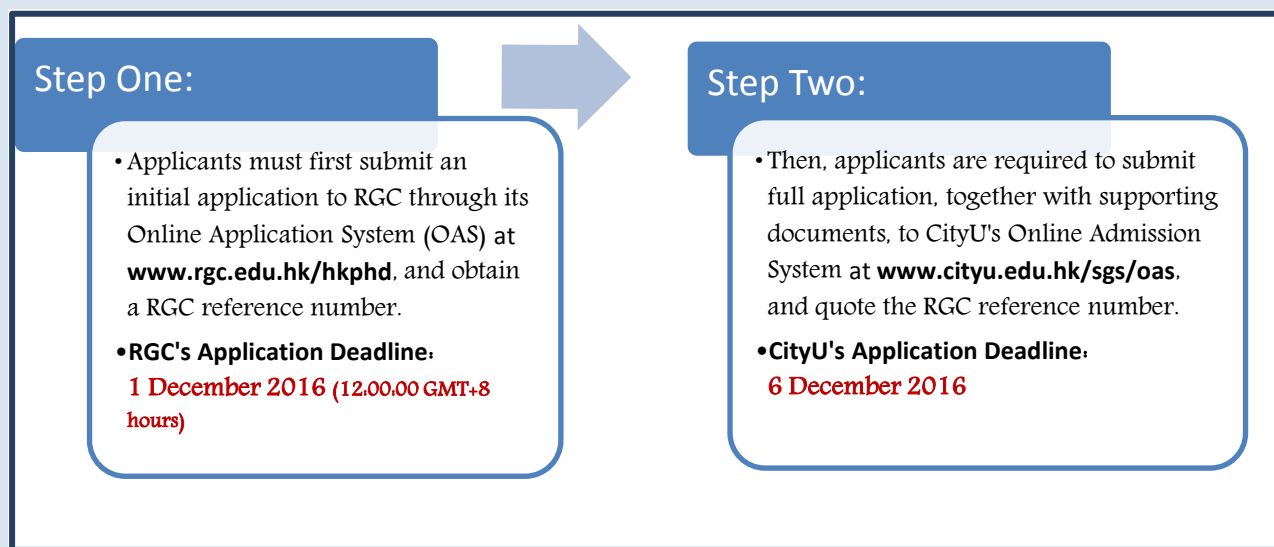 Step One:
• Applicants must first submit an
initial application to RGC through its
Online Application System (OAS) at
www.rgc.edu.hk/hkphd, and obtain
a RGC reference number.
•RGC's Application Deadline:
1 December 2016 (12:00:00 GMT+8
hours)
Step Two:
• Then, applicants are required to submit
full application, together with supporting
documents, to CityU's Online Admission
System at www.cityu.edu.hk/sgs/oas,
and quote the RGC reference number.
•CityU's Application Deadline:
6 December 2016